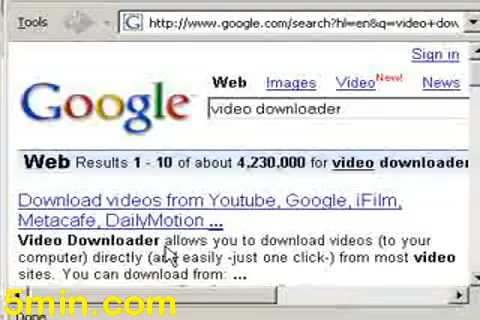 Tools
http://www.google.com/search?hl=en&q=video+dow
Sign in
Web Images Video New! News
Google
video downloader
Web Results 1 - 10 of about 4,230,000 for video downloader
Download videos from Youtube, Google, iFilm,
Metacafe, DailyMotion ...
Video Downloader allows you to download videos (to your
computer) directly (and easily -just one click-) from most video
sites. You can download from: ...
5min.com
Done